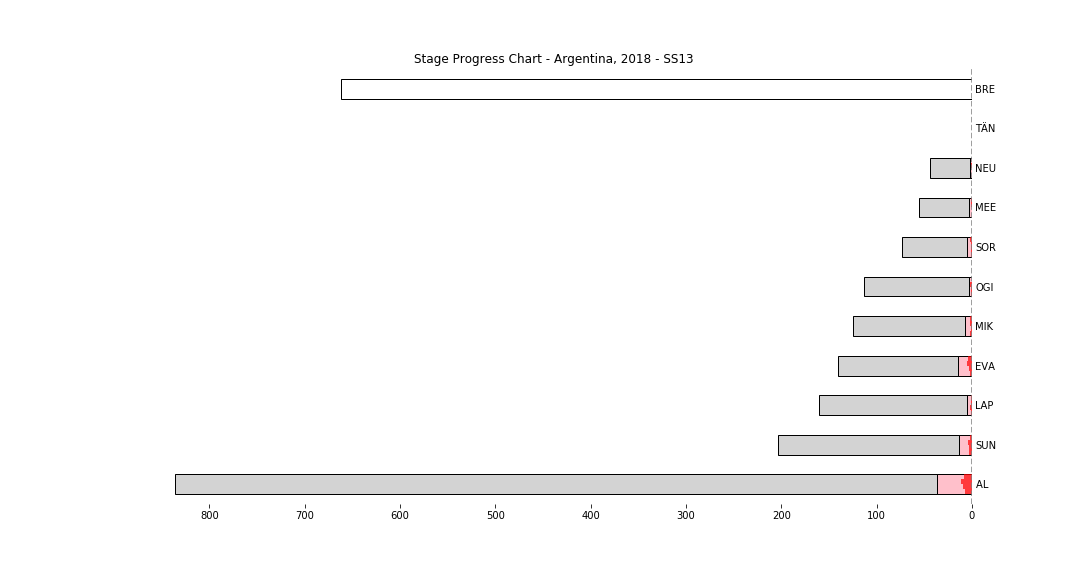 Stage Progress Chart - Argentina, 2018 - SS13
BRE
TÄN
NEU
MEE
SOR
OGI
MIK
EVA
LAP
SUN
AL
800 700 600 500 400 300 200 100 0